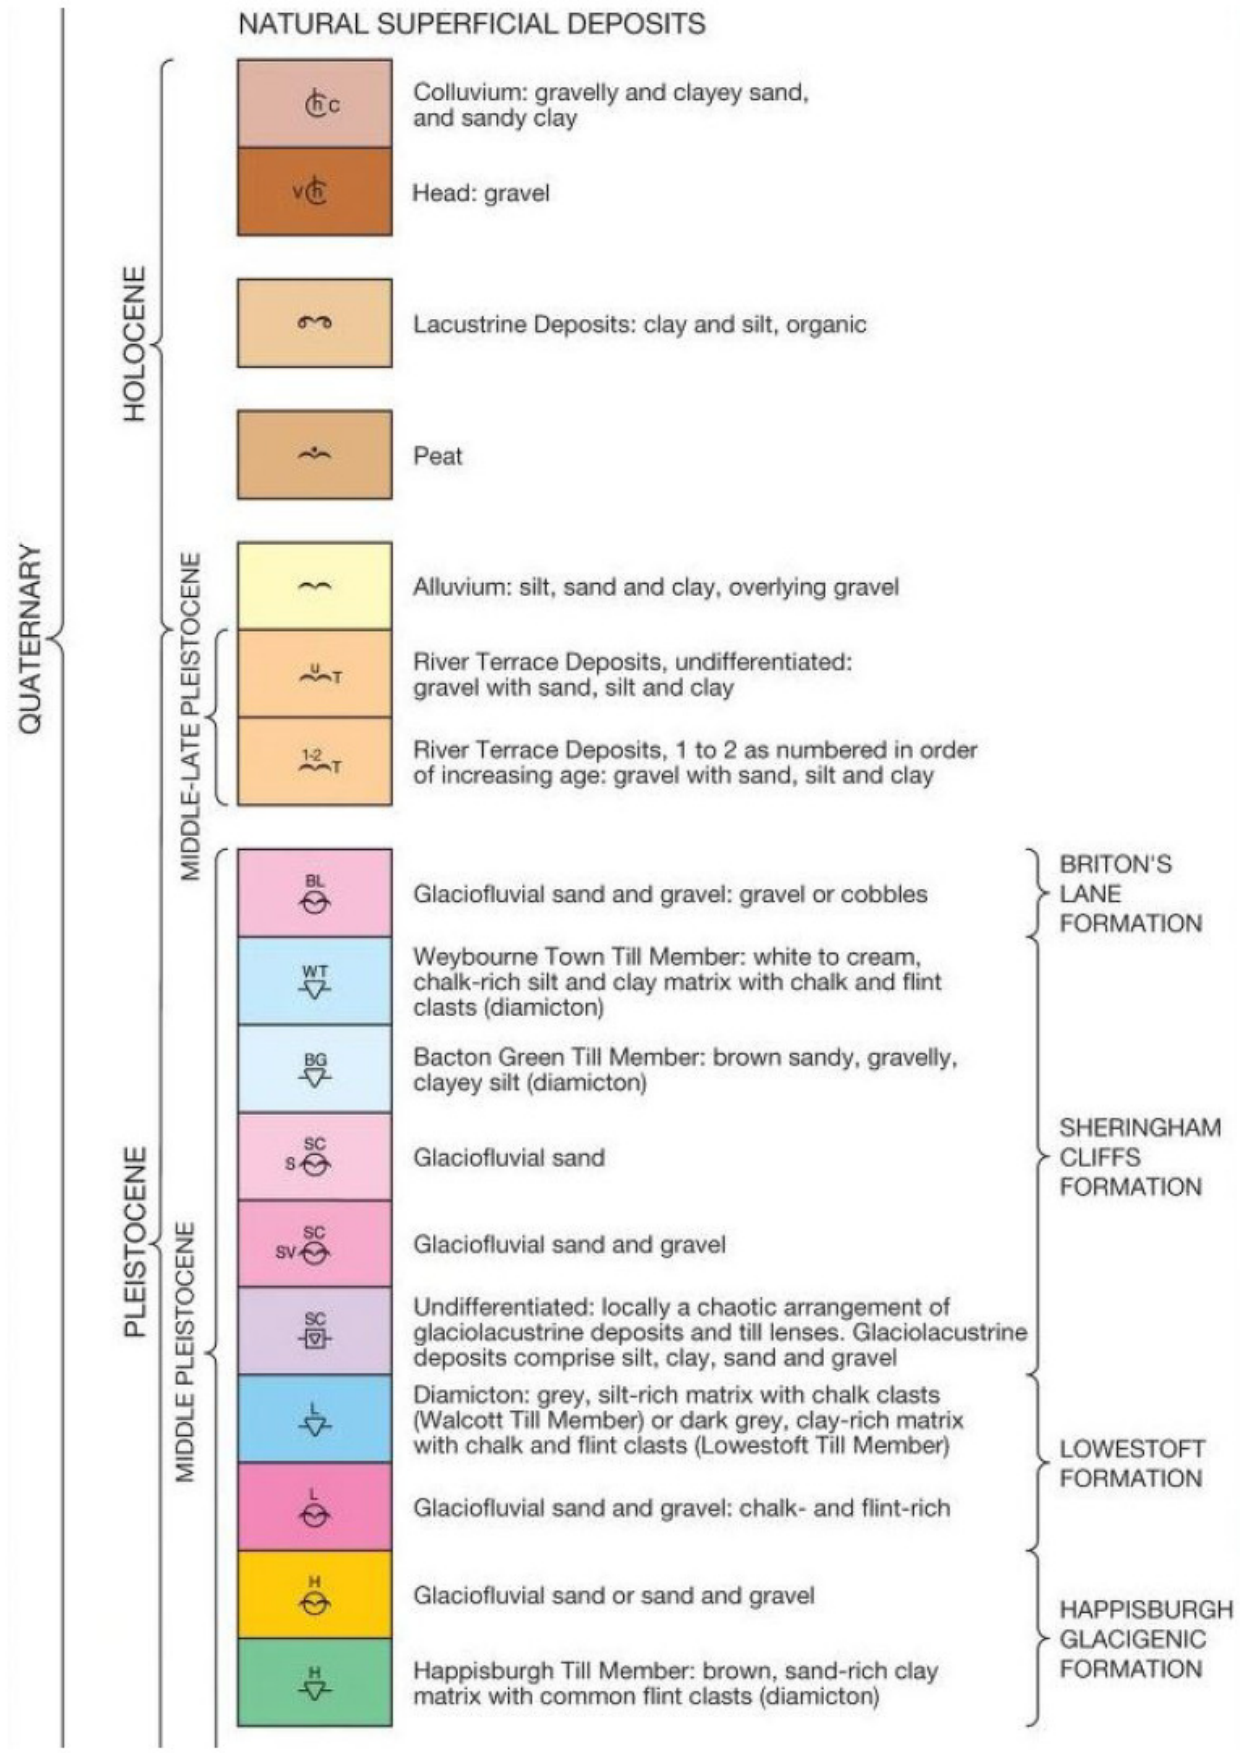 NATURAL SUPERFICIAL DEPOSITS
QUATERNARY
HOLOCENE
h c
Colluvium: gravelly and clayey sand,
and sandy clay
v h
Head: gravel
Lacustrine Deposits: clay and silt, organic
Peat
Alluvium: silt, sand and clay, overlying gravel
MIDDLE-LATE PLEISTOCENE
U
T
River Terrace Deposits, undifferentiated:
gravel with sand, silt and clay
1-2
T
River Terrace Deposits, 1 to 2 as numbered in order
of increasing age: gravel with sand, silt and clay
PLEISTOCENE
MIDDLE PLEISTOCENE
BL
Glaciofluvial sand and gravel: gravel or cobbles
BRITON'S
LANE
FORMATION
WT
Weybourne Town Till Member: white to cream,
chalk-rich silt and clay matrix with chalk and flint
clasts (diamicton)
BG
Bacton Green Till Member: brown sandy, gravelly,
clayey silt (diamicton)
SC
S
Glaciofluvial sand
SC
SV
Glaciofluvial sand and gravel
SC
Undifferentiated: locally a chaotic arrangement of
glaciolacustrine deposits and till lenses. Glaciolacustrine
deposits comprise silt, clay, sand and gravel
SHERINGHAM
CLIFFS
FORMATION
L
Diamicton: grey, silt-rich matrix with chalk clasts
(Walcott Till Member) or dark grey, clay-rich matrix
with chalk and flint clasts (Lowestoft Till Member)
L
Glaciofluvial sand and gravel: chalk- and flint-rich
LOWESTOFT
FORMATION
H
Glaciofluvial sand or sand and gravel
H
Happisburgh Till Member: brown, sand-rich clay
matrix with common flint clasts (diamicton)
HAPPISBURGH
GLACIGENIC
FORMATION